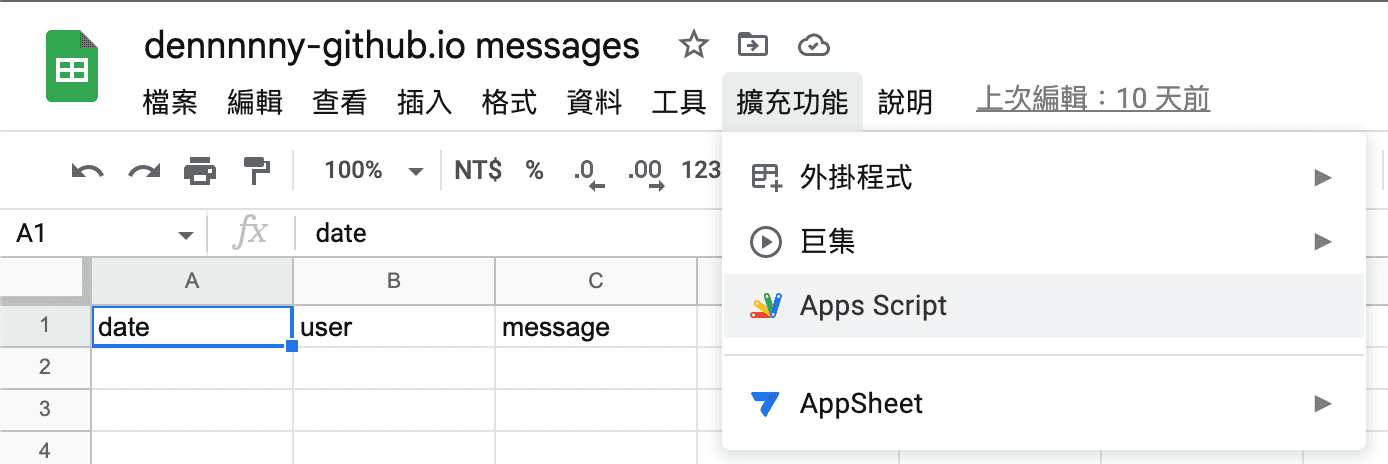 dennnnny-github.io messages
檔案 編輯 查看 插入 格式 資料 工具 擴充功能 說明 上次編輯：10 天前
100% NT$ % .0 .00 123
外掛程式
巨集
Apps Script
AppSheet
A1 fx date
A B C
1 date user message
2
3
4